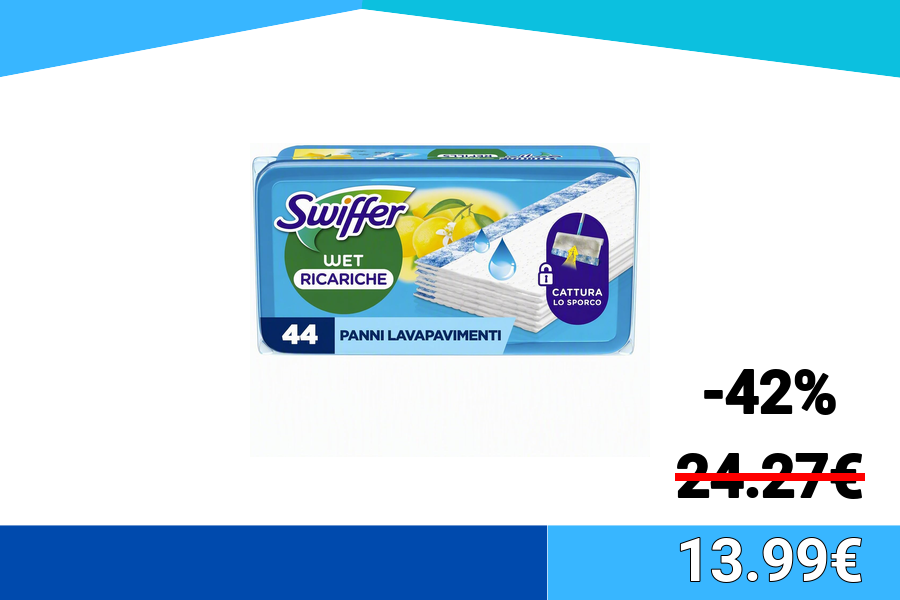 Swiffer
WET
RICARICHE
CATTURA
LO SPORCO
44 PANNI LAVAPAVIMENTI
-42%
24.27€
13.99€